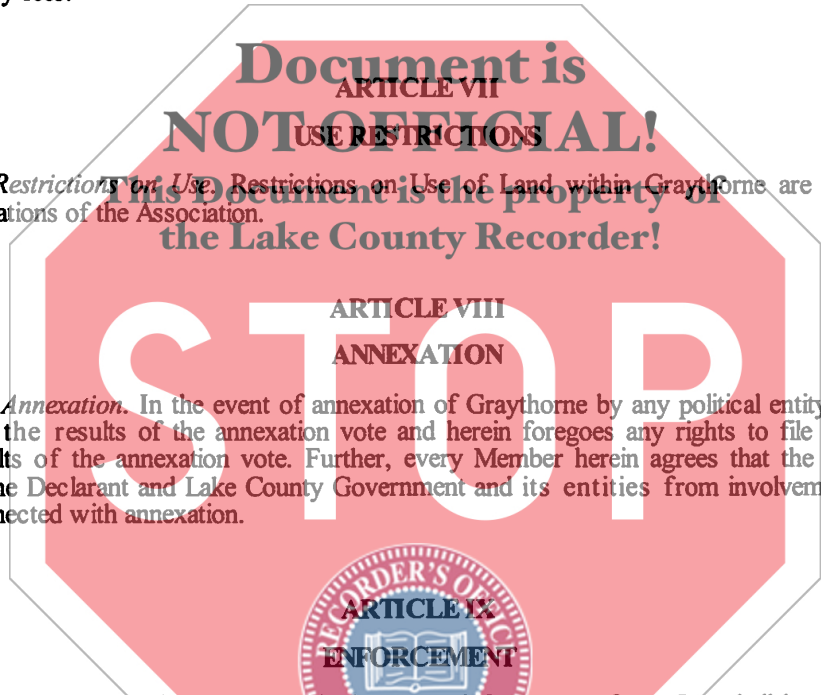 Document is
ARTICLE VII
NOT OFFICIAL!
USE RESTRICTIONS
This Document is the property of
Restrictions on Use. Restrictions on Use of Land within Graythorne are
ations of the Association.
the Lake County Recorder!
ARTICLE VIII
STOP
ANNEXATION
Annexation. In the event of annexation of Graythorne by any political entity
the results of the annexation vote and herein foregoes any rights to file
lts of the annexation vote. Further, every Member herein agrees that the
he Declarant and Lake County Government and its entities from involvem
nected with annexation.
RECORDER'S OFFICE
ARTICLE IX
ENFORCEMENT